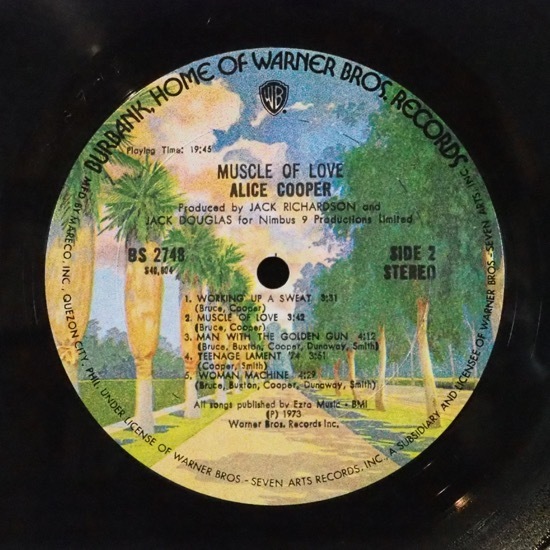 BURBANK, HOME OF WARNER BROS. RECORDS
WB
Playing Time: 19:45
MUSCLE OF LOVE
ALICE COOPER
Produced by JACK RICHARDSON and
JACK DOUGLAS for Nimbus 9 Productions Limited
BS 2748
S40,804
SIDE 2
STEREO
1. WORKING UP A SWEAT 3:31
(Bruce, Cooper)
2. MUSCLE OF LOVE 3:42
(Bruce, Cooper)
3. MAN WITH THE GOLDEN GUN 4:12
(Bruce, Buxton, Cooper, Dunaway, Smith)
4. TEENAGE LAMENT '74 3:51
(Cooper, Smith)
5. WOMAN MACHINE 4:29
(Bruce, Buxton, Cooper, Dunaway, Smith)
All songs published by Ezra Music - BMI
(P) 1973
Warner Bros. Records Inc.
MFG. BY MARECO, INC. QUEZON CITY, PHIL. UNDER LICENSE OF WARNER BROS - SEVEN ARTS RECORDS, INC., A SUBSIDIARY AND LICENSEE OF WARNER BROS - SEVEN ARTS, INC.